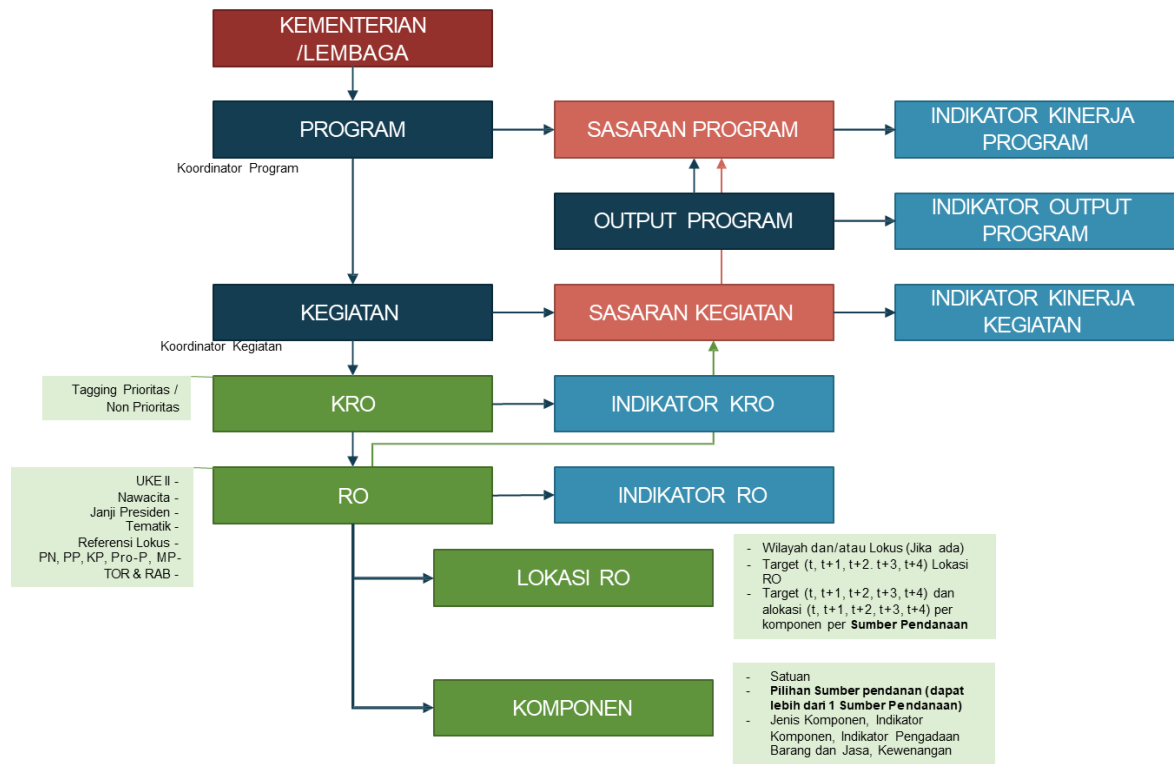 KEMENTERIAN
/LEMBAGA
PROGRAM
SASARAN PROGRAM
INDIKATOR KINERJA
PROGRAM
Koordinator Program
OUTPUT PROGRAM
INDIKATOR OUTPUT
PROGRAM
KEGIATAN
SASARAN KEGIATAN
INDIKATOR KINERJA
KEGIATAN
Koordinator Kegiatan
Tagging Prioritas /
Non Prioritas
KRO
INDIKATOR KRO
UKE II -
Nawacita -
Janji Presiden -
Tematik -
Referensi Lokus -
PN, PP, KP, Pro-P, MP-
TOR & RAB -
RO
INDIKATOR RO
LOKASI RO
- Wilayah dan/atau Lokus (Jika ada)
- Target (t, t+1, t+2. t+3, t+4) Lokasi
RO
- Target (t, t+1, t+2, t+3, t+4) dan
alokasi (t, t+1, t+2, t+3, t+4) per
komponen per Sumber Pendanaan
KOMPONEN
- Satuan
- Pilihan Sumber pendanan (dapat
lebih dari 1 Sumber Pendanaan)
- Jenis Komponen, Indikator
Komponen, Indikator Pengadaan
Barang dan Jasa, Kewenangan